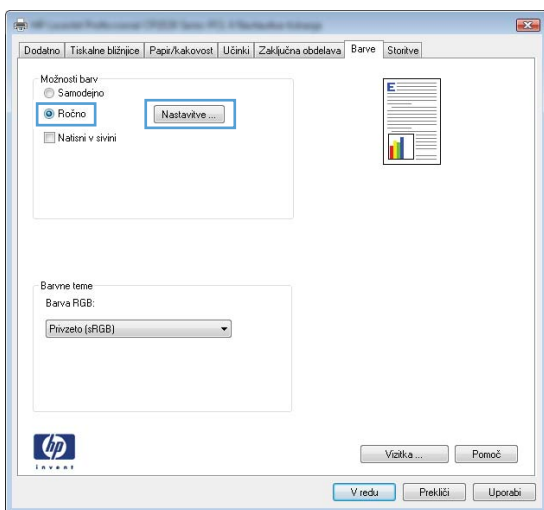 Dodatno Tiskalne bližnjice Papir/kakovost Učinki Zaključna obdelava Barve Storitve
Možnosti barv
Samodejno
Ročno Nastavitve ...
Natisni v sivini
E
Barvne teme
Barva RGB:
Privzeto (sRGB)
hp
invent
Vizitka ... Pomoč
V redu Prekliči Uporabi